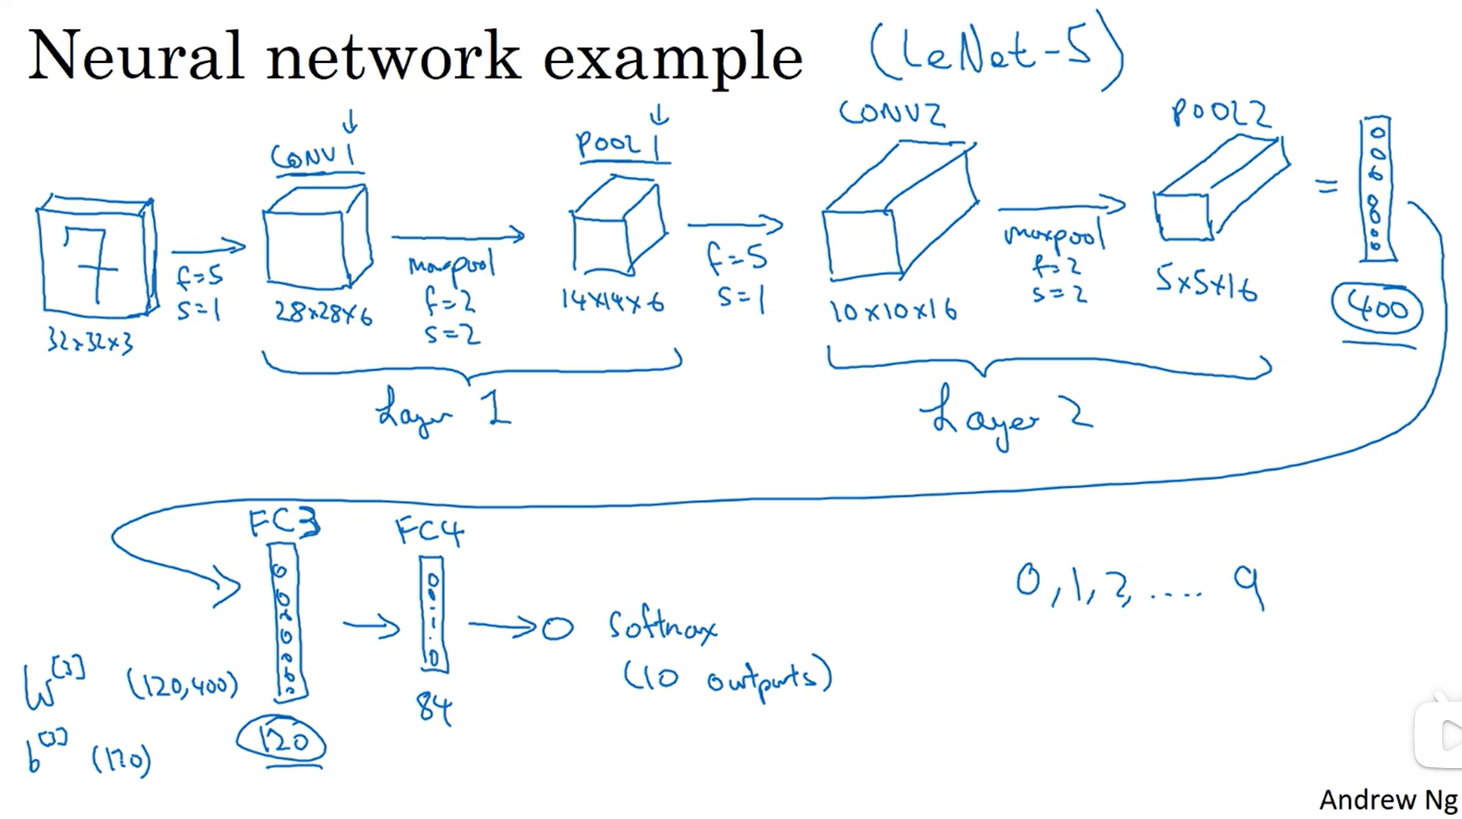 Neural network example (LeNet-5)
CONV1
POOL1
CONV2
POOL2
7
f=5
s=1
maxpool
f=2
s=2
f=5
s=1
maxpool
f=2
s=2
=
32×32×3
28×28×6
14×14×6
10×10×16
5×5×16
400
Layer 1
Layer 2
FC3
FC4
0, 1, 2, .... 9
Softmax
(10 outputs)
W[3] (120,400)
b[3] (120)
120
84
Andrew Ng